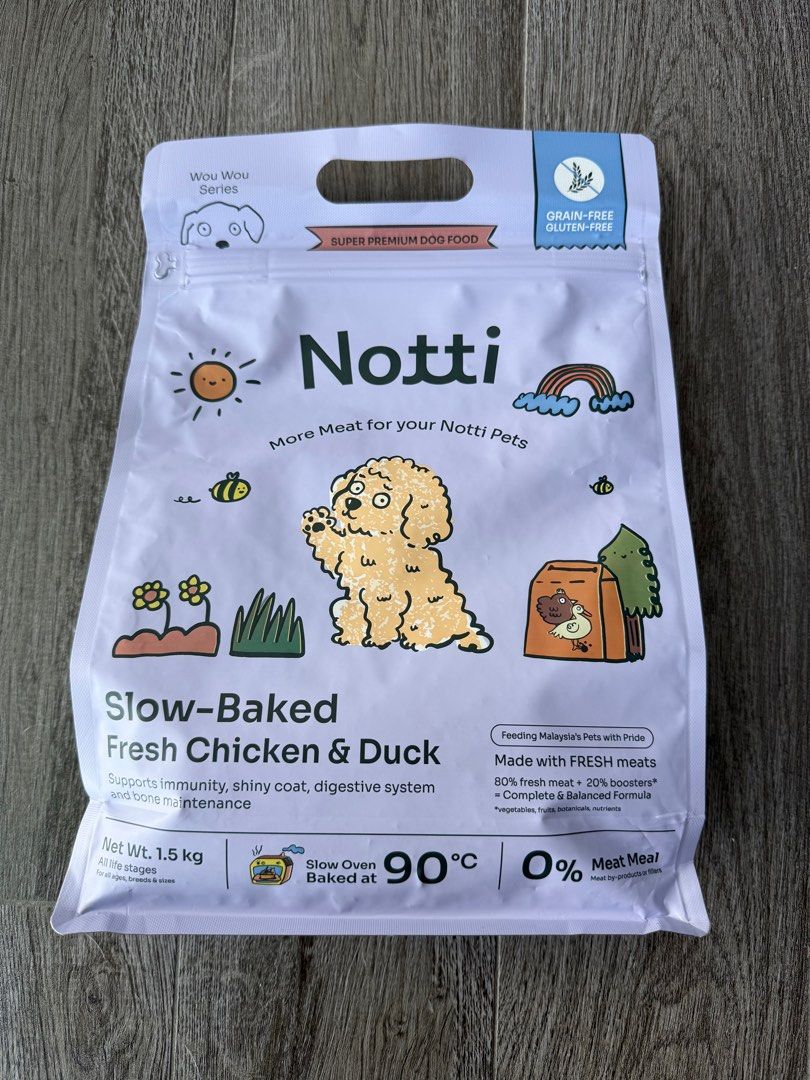 Wou Wou
Series
SUPER PREMIUM DOG FOOD
GRAIN-FREE
GLUTEN-FREE
Notti
More Meat for your Notti Pets
Slow-Baked
Fresh Chicken & Duck
Supports immunity, shiny coat, digestive system
and bone maintenance
Feeding Malaysia's Pets with Pride
Made with FRESH meats
80% fresh meat + 20% boosters*
= Complete & Balanced Formula
*vegetables, fruits, botanicals, nutrients
Net Wt. 1.5 kg
All life stages
For all ages, breeds & sizes
Slow Oven
Baked at
90°C
0%
Meat Meal
Meat by-products or fillers